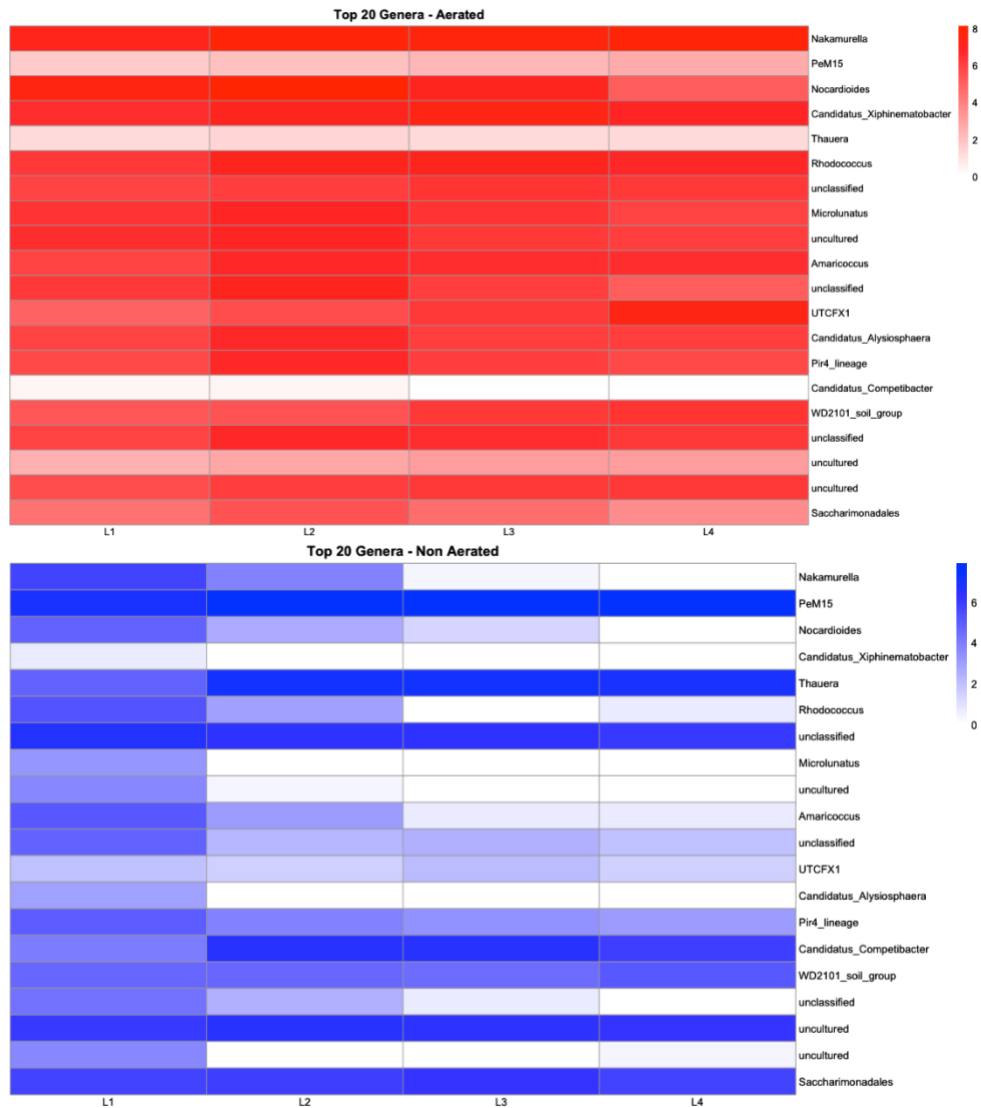 Top 20 Genera - Aerated
Nakamurella
PeM15
Nocardioides
Candidatus_Xiphinematobacter
Thauera
Rhodococcus
unclassified
Microlunatus
uncultured
Amaricoccus
unclassified
UTCFX1
Candidatus_Alysiosphaera
Pir4_lineage
Candidatus_Competibacter
WD2101_soil_group
unclassified
uncultured
uncultured
Saccharimonadales
8
6
4
2
0
L1 L2 L3 L4
Top 20 Genera - Non Aerated
Nakamurella
PeM15
Nocardioides
Candidatus_Xiphinematobacter
Thauera
Rhodococcus
unclassified
Microlunatus
uncultured
Amaricoccus
unclassified
UTCFX1
Candidatus_Alysiosphaera
Pir4_lineage
Candidatus_Competibacter
WD2101_soil_group
unclassified
uncultured
uncultured
Saccharimonadales
6
4
2
0
L1 L2 L3 L4